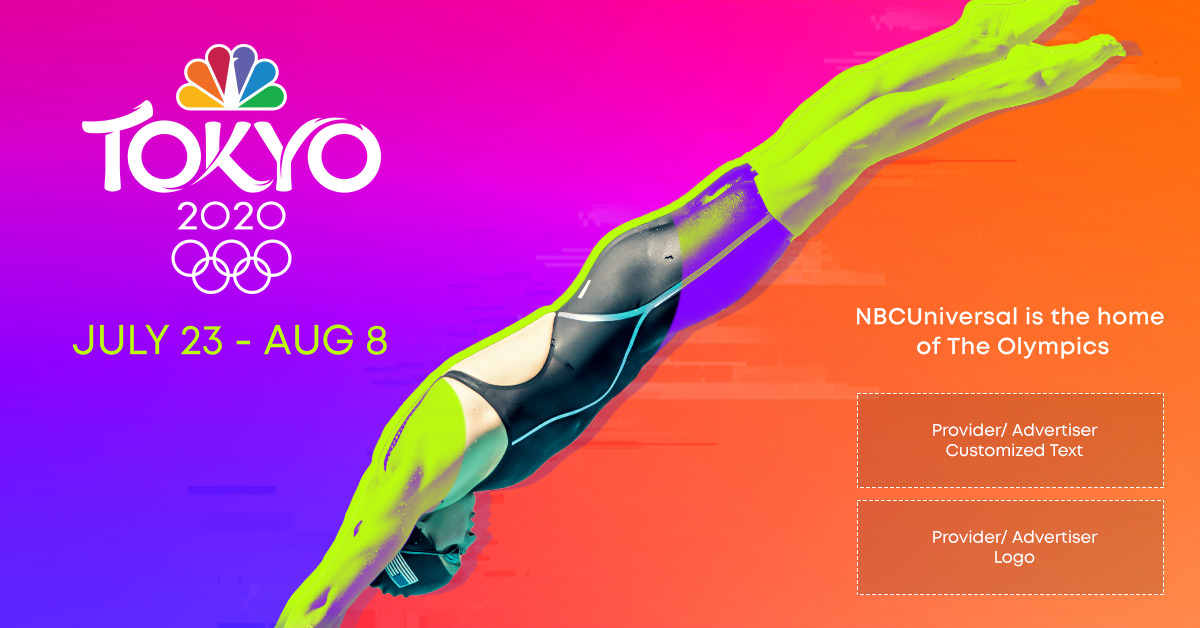 TOKYO
2020
JULY 23 - AUG 8
NBCUniversal is the home
of The Olympics
Provider/ Advertiser
Customized Text
Provider/ Advertiser
Logo